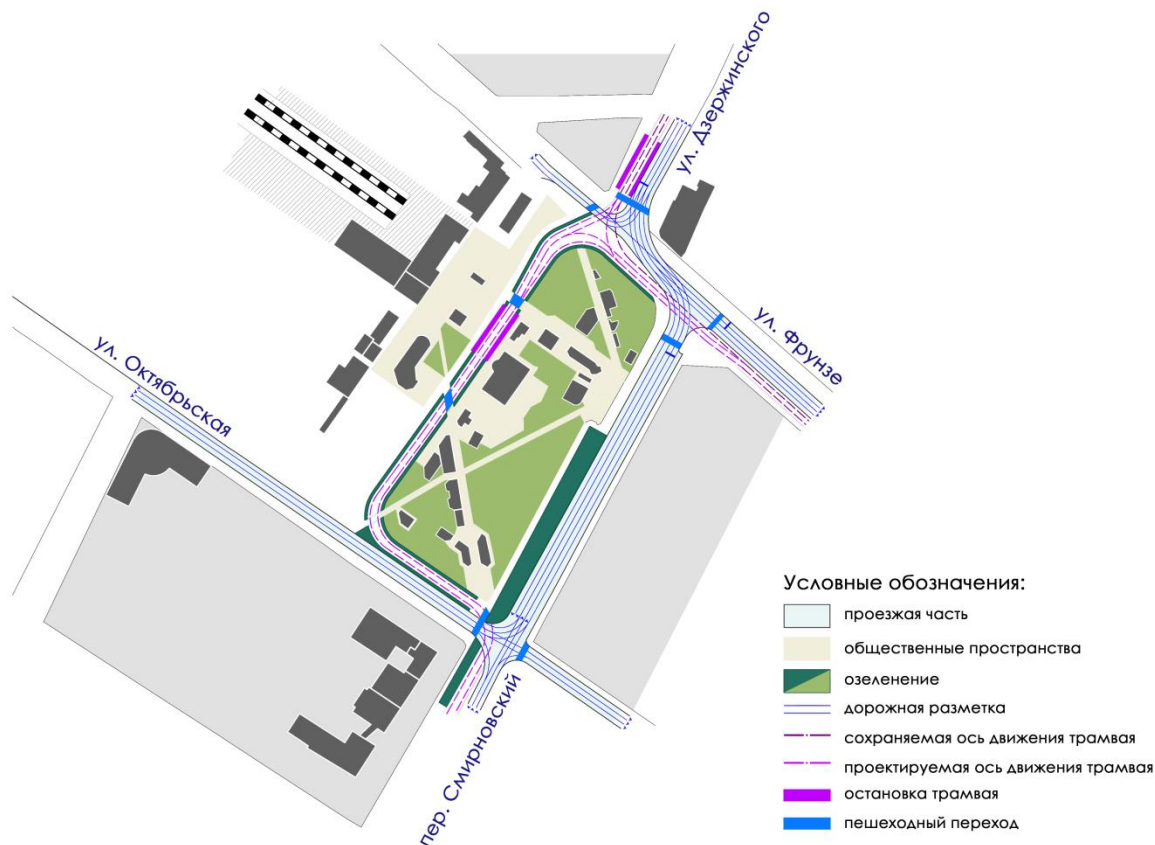 ул. Дзержинского
ул. Фрунзе
ул. Октябрьская
пер. Смирновский
Условные обозначения:
проезжая часть
общественные пространства
озеленение
дорожная разметка
сохраняемая ось движения трамвая
проектируемая ось движения трамвая
остановка трамвая
пешеходный переход